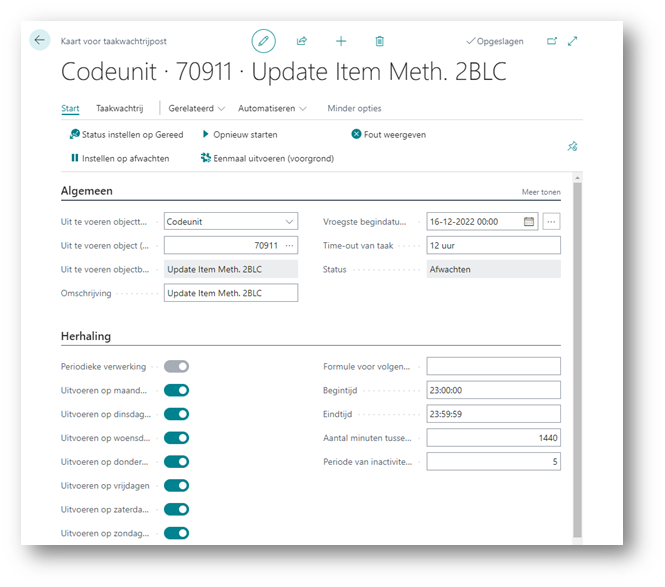 Kaart voor taakwachtrijpost
Opgeslagen
Codeunit · 70911 · Update Item Meth. 2BLC
Start Taakwachtrij Gerelateerd Automatiseren Minder opties
Status instellen op Gereed Opnieuw starten Fout weergeven
Instellen op afwachten Eenmaal uitvoeren (voorgrond)
Algemeen Meer tonen
Uit te voeren objectt... Codeunit
Uit te voeren object (... 70911
Uit te voeren objectb... Update Item Meth. 2BLC
Omschrijving Update Item Meth. 2BLC
Vroegste begindatu... 16-12-2022 00:00
Time-out van taak 12 uur
Status Afwachten
Herhaling
Periodieke verwerking
Uitvoeren op maand...
Uitvoeren op dinsdag...
Uitvoeren op woensd...
Uitvoeren op donder...
Uitvoeren op vrijdagen
Uitvoeren op zaterda...
Uitvoeren op zondag...
Formule voor volgen...
Begintijd 23:00:00
Eindtijd 23:59:59
Aantal minuten tusse... 1440
Periode van inactivite... 5